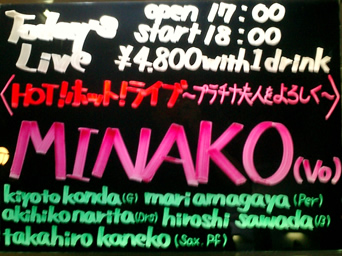 Today's Live
open 17:00
start 18:00
¥4,800 with 1 drink
〈HOT!ホット!ライブ～プラチナ夫人をよろしく～〉
MINAKO (Vo)
kiyoto konda (G) mari amagaya (Per)
akihiko narita (Drs) hiroshi sawada (B)
takahiro kaneko (Sax. Pf)